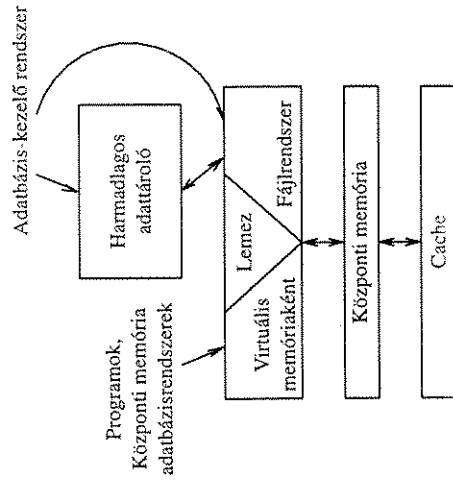 Adatbázis-kezelő rendszer
Harmadlagos
adattároló
Programok,
Központi memória
adatbázisrendszerek
Lemez
Virtuális
memóriaként
Fájlrendszer
Központi memória
Cache